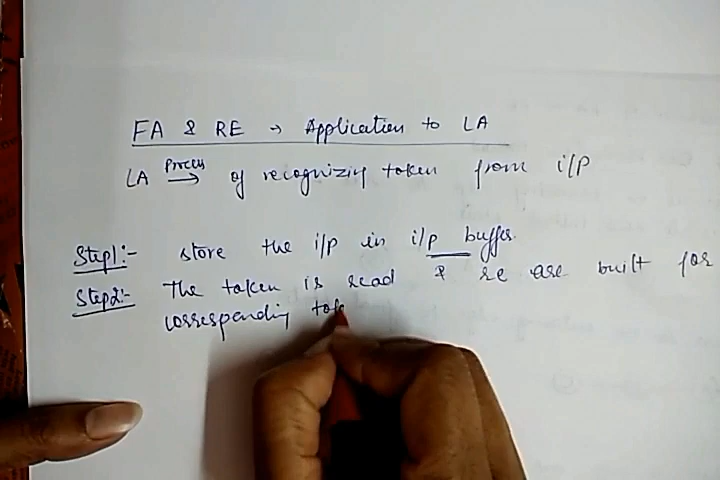 FA & RE → Application to LA
LA Process → of recognizing token from i/p
Step1:- store the i/p in i/p buffer.
Step2:- The token is read & re are built for
corresponding tok